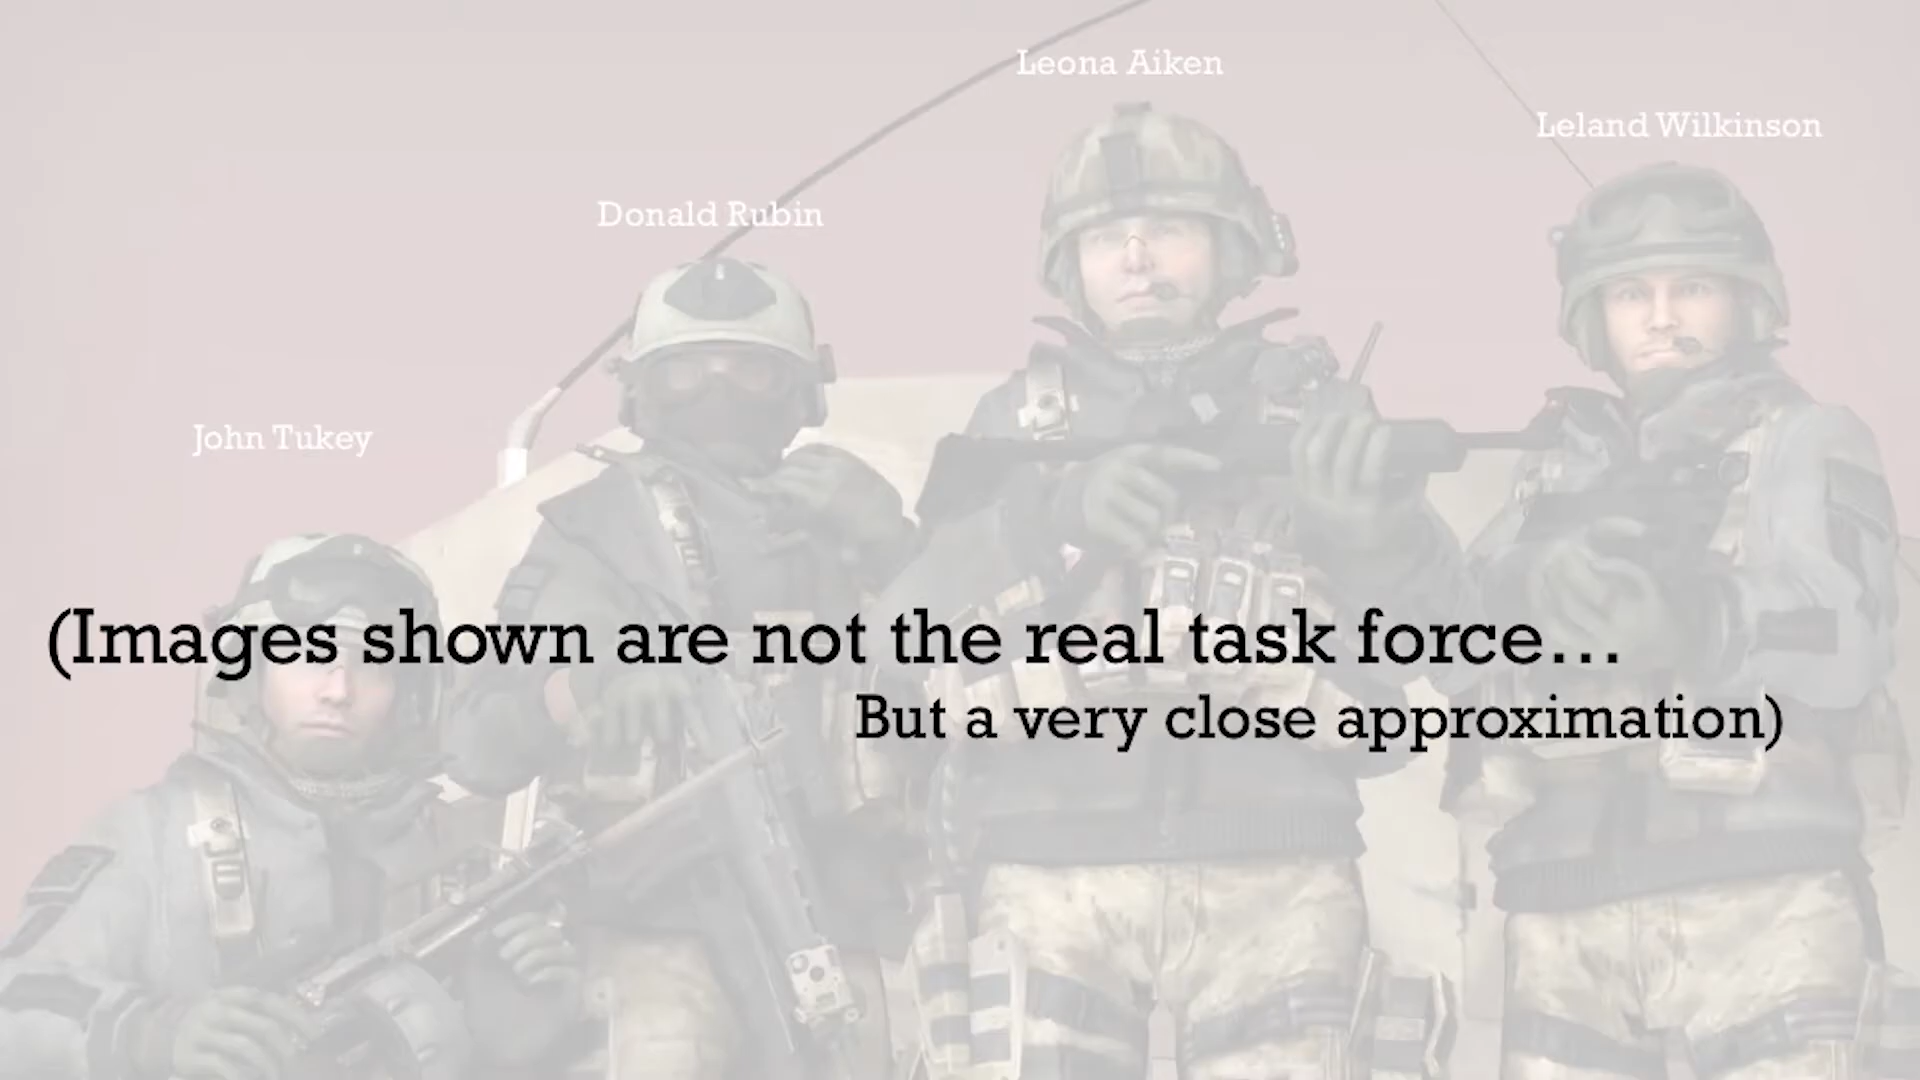 Leona Aiken
Leland Wilkinson
Donald Rubin
John Tukey
(Images shown are not the real task force...
But a very close approximation)